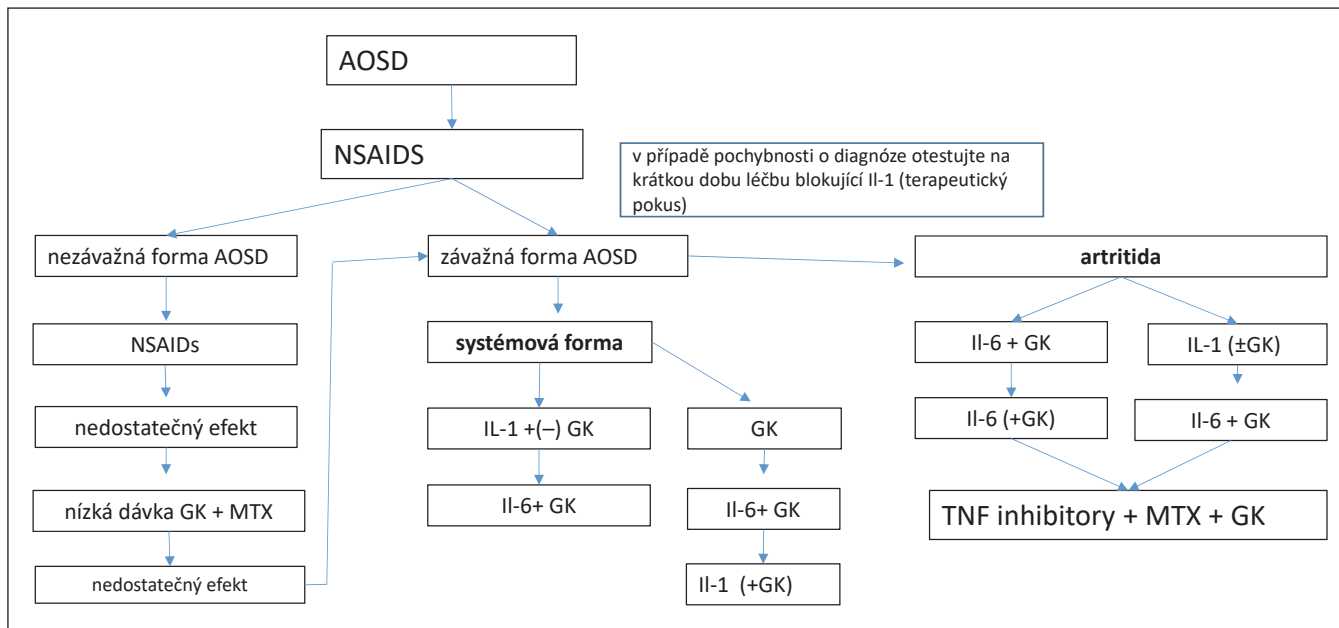 AOSD
NSAIDS
v případě pochybnosti o diagnóze otestujte na
krátkou dobu léčbu blokující Il-1 (terapeutický
pokus)
nezávažná forma AOSD
NSAIDs
nedostatečný efekt
nízká dávka GK + MTX
nedostatečný efekt
závažná forma AOSD
systémová forma
IL-1 +(–) GK
Il-6+ GK
GK
Il-6+ GK
Il-1 (+GK)
artritida
Il-6 + GK
Il-6 (+GK)
IL-1 (±GK)
Il-6 + GK
TNF inhibitory + MTX + GK